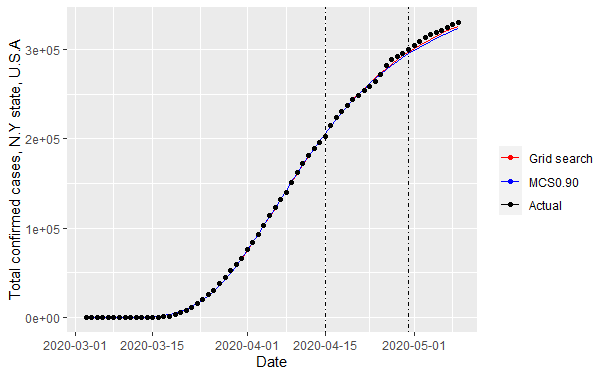 Total confirmed cases, N.Y state, U.S.A
3e+05
2e+05
1e+05
0e+00
2020-03-01
2020-03-15
2020-04-01
2020-04-15
2020-05-01
Date
Grid search
MCS0.90
Actual